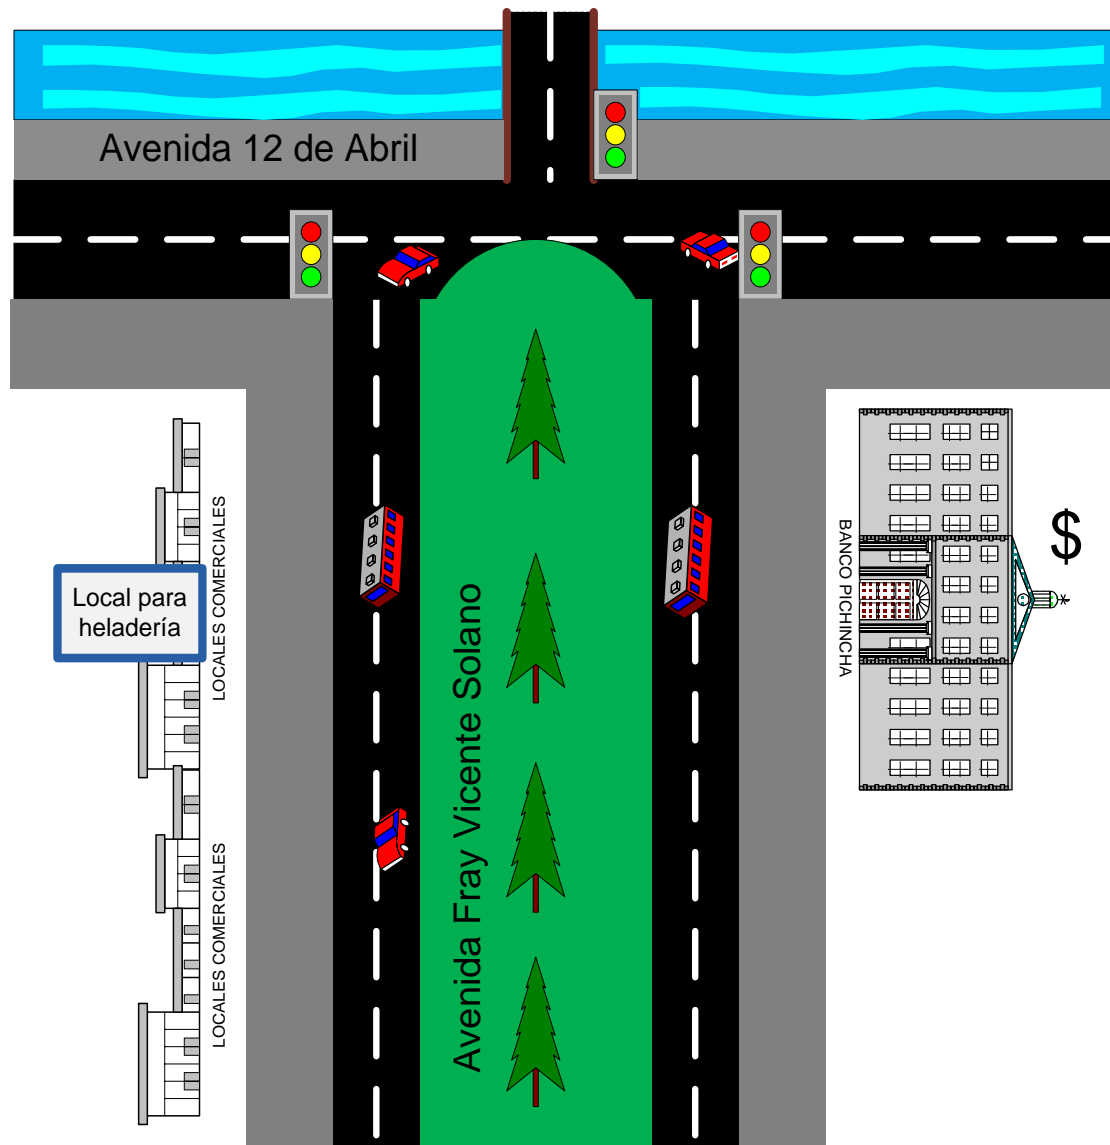 Avenida 12 de Abril
LOCALES COMERCIALES
Local para
heladería
Avenida Fray Vicente Solano
BANCO PICHINCHA
$
LOCALES COMERCIALES